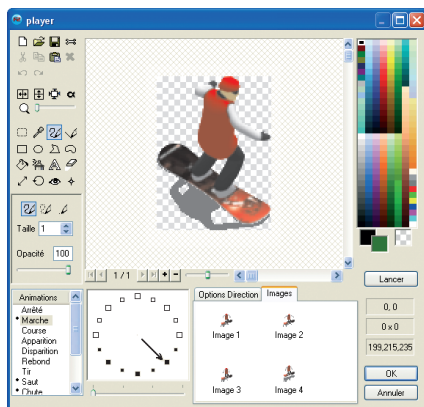 player
Taille 1
Opacité 100
1 / 1
Animations
Arrêté
Marche
Course
Apparition
Disparition
Rebond
Tir
Saut
Chute
Options Direction
Images
Image 1
Image 2
Image 3
Image 4
Lancer
0, 0
0 x 0
199,215,235
OK
Annuler